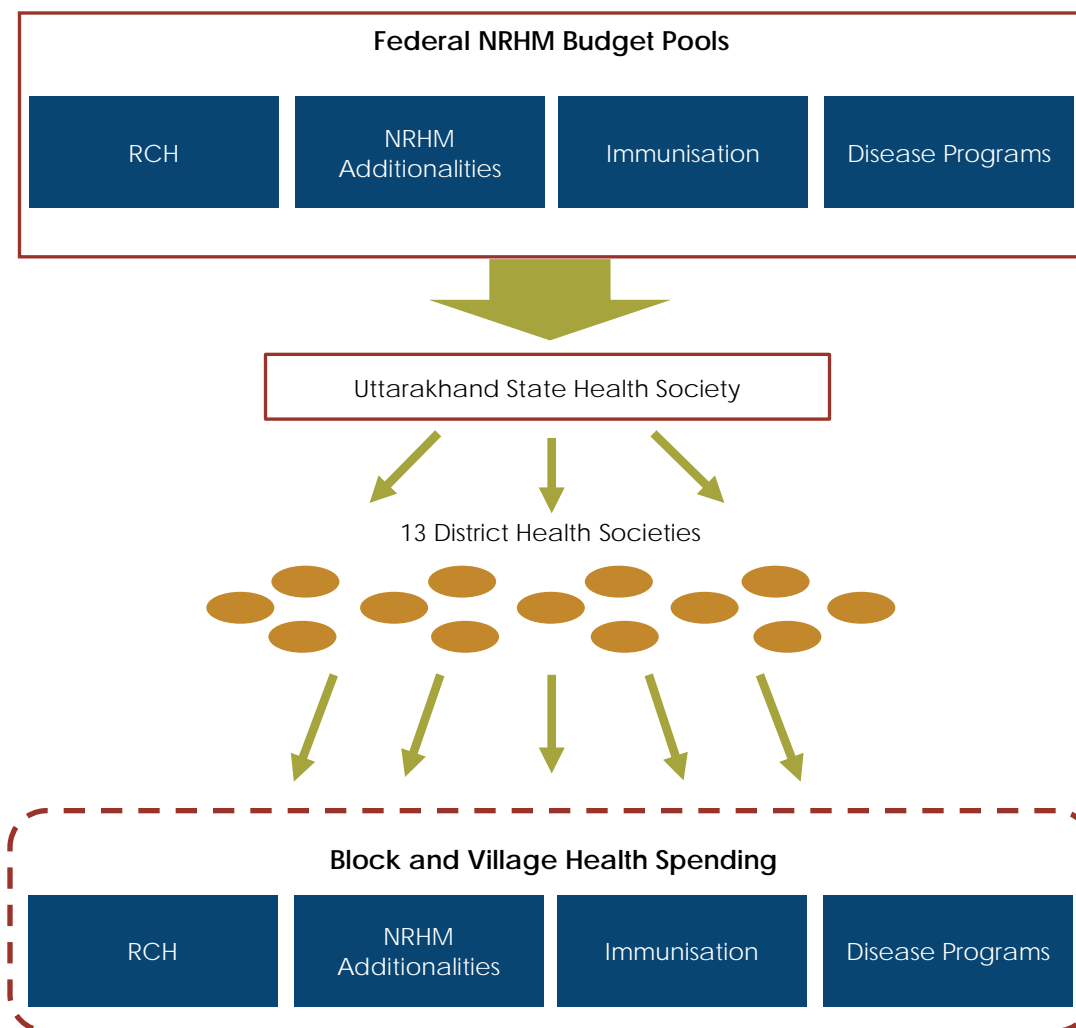 Federal NRHM Budget Pools
RCH
NRHM
Additionalities
Immunisation
Disease Programs
Uttarakhand State Health Society
13 District Health Societies
Block and Village Health Spending
RCH
NRHM
Additionalities
Immunisation
Disease Programs